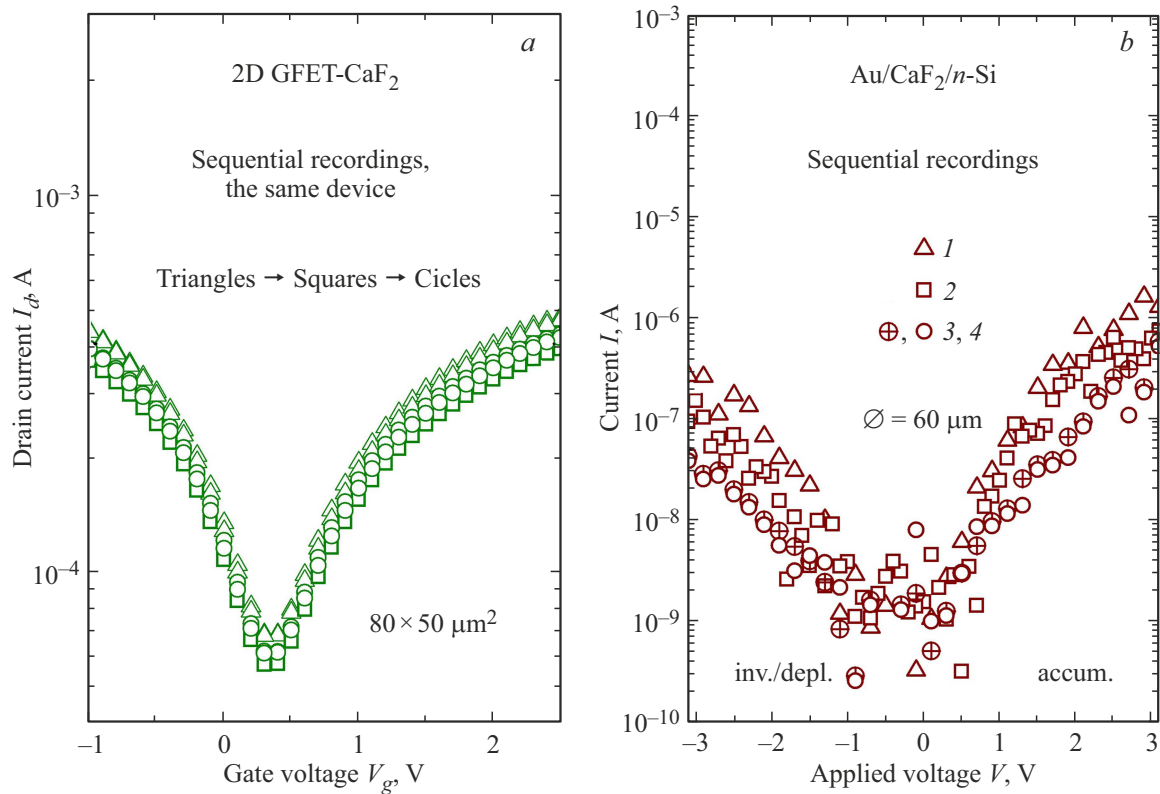 a
2D GFET-CaF₂
Sequential recordings,
the same device
Triangles → Squares → Cicles
80 × 50 μm²
10⁻³
10⁻⁴
Drain current I_d, A
–1
0
1
2
Gate voltage V_g, V
b
Au/CaF₂/n-Si
Sequential recordings
1
2
, 3, 4
Ø = 60 μm
inv./depl.
accum.
10⁻³
10⁻⁴
10⁻⁵
10⁻⁶
10⁻⁷
10⁻⁸
10⁻⁹
10⁻¹⁰
Current I, A
–3
–2
–1
0
1
2
3
Applied voltage V, V